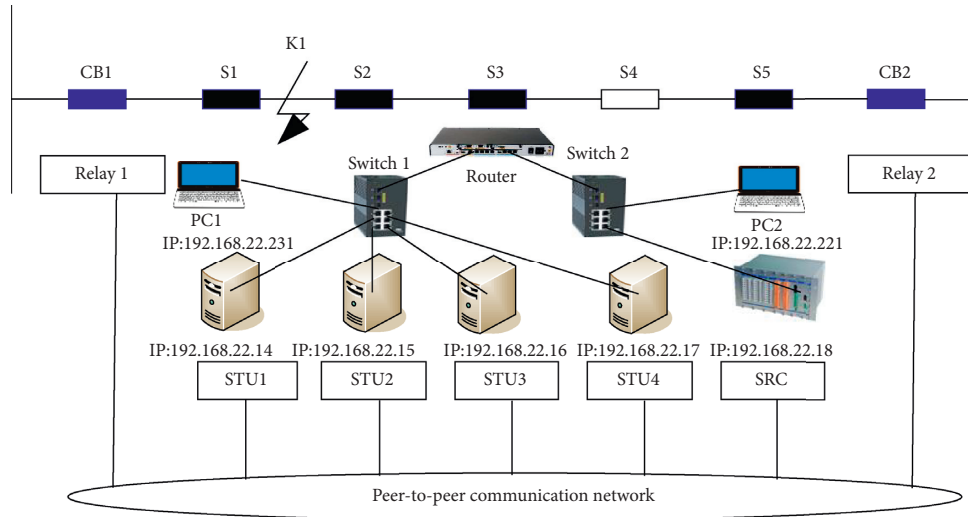 K1
CB1 S1 S2 S3 S4 S5 CB2
Relay 1 Switch 1 Router Switch 2 Relay 2
PC1 PC2
IP:192.168.22.231 IP:192.168.22.221
IP:192.168.22.14 IP:192.168.22.15 IP:192.168.22.16 IP:192.168.22.17 IP:192.168.22.18
STU1 STU2 STU3 STU4 SRC
Peer-to-peer communication network